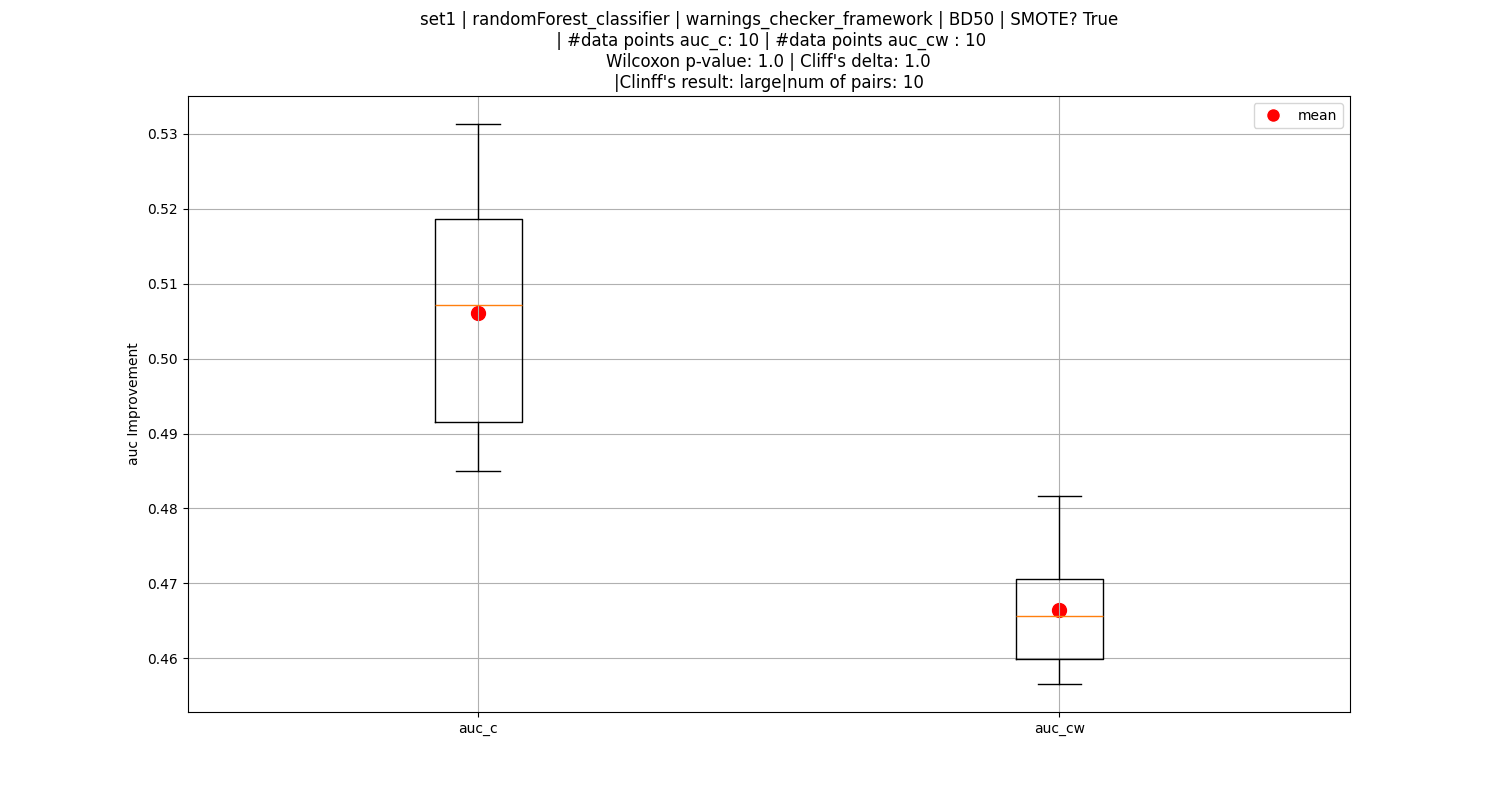 set1 | randomForest_classifier | warnings_checker_framework | BD50 | SMOTE? True
| #data points auc_c: 10 | #data points auc_cw : 10
Wilcoxon p-value: 1.0 | Cliff's delta: 1.0
|Clinff's result: large|num of pairs: 10
mean
0.53
0.52
0.51
0.50
0.49
0.48
0.47
0.46
auc Improvement
auc_c
auc_cw